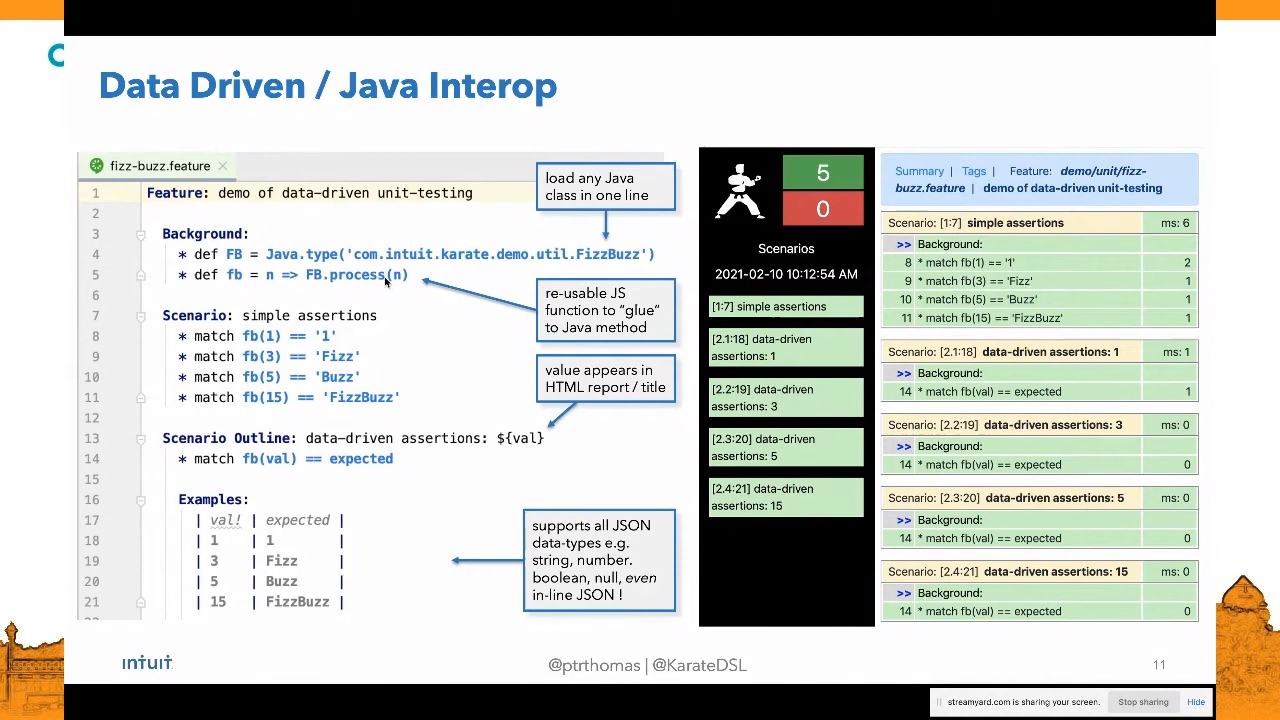 Data Driven / Java Interop
fizz-buzz.feature
1 Feature: demo of data-driven unit-testing
2
3 Background:
4 * def FB = Java.type('com.intuit.karate.demo.util.FizzBuzz')
5 * def fb = n => FB.process(n)
6
7 Scenario: simple assertions
8 * match fb(1) == '1'
9 * match fb(3) == 'Fizz'
10 * match fb(5) == 'Buzz'
11 * match fb(15) == 'FizzBuzz'
12
13 Scenario Outline: data-driven assertions: ${val}
14 * match fb(val) == expected
15
16 Examples:
17 | val! | expected |
18 | 1 | 1 |
19 | 3 | Fizz |
20 | 5 | Buzz |
21 | 15 | FizzBuzz |
load any Java
class in one line
re-usable JS
function to “glue”
to Java method
value appears in
HTML report / title
supports all JSON
data-types e.g.
string, number.
boolean, null, even
in-line JSON !
5
0
Scenarios
2021-02-10 10:12:54 AM
[1:7] simple assertions
[2.1:18] data-driven
assertions: 1
[2.2:19] data-driven
assertions: 3
[2.3:20] data-driven
assertions: 5
[2.4:21] data-driven
assertions: 15
Summary | Tags | Feature: demo/unit/fizz-
buzz.feature | demo of data-driven unit-testing
Scenario: [1:7] simple assertions ms: 6
>> Background:
8 * match fb(1) == '1' 2
9 * match fb(3) == 'Fizz' 1
10 * match fb(5) == 'Buzz' 1
11 * match fb(15) == 'FizzBuzz' 1
Scenario: [2.1:18] data-driven assertions: 1 ms: 1
>> Background:
14 * match fb(val) == expected 1
Scenario: [2.2:19] data-driven assertions: 3 ms: 0
>> Background:
14 * match fb(val) == expected 0
Scenario: [2.3:20] data-driven assertions: 5 ms: 0
>> Background:
14 * match fb(val) == expected 0
Scenario: [2.4:21] data-driven assertions: 15 ms: 0
>> Background:
14 * match fb(val) == expected 0
intuit
@ptrthomas | @KarateDSL
11
streamyard.com is sharing your screen. Stop sharing Hide